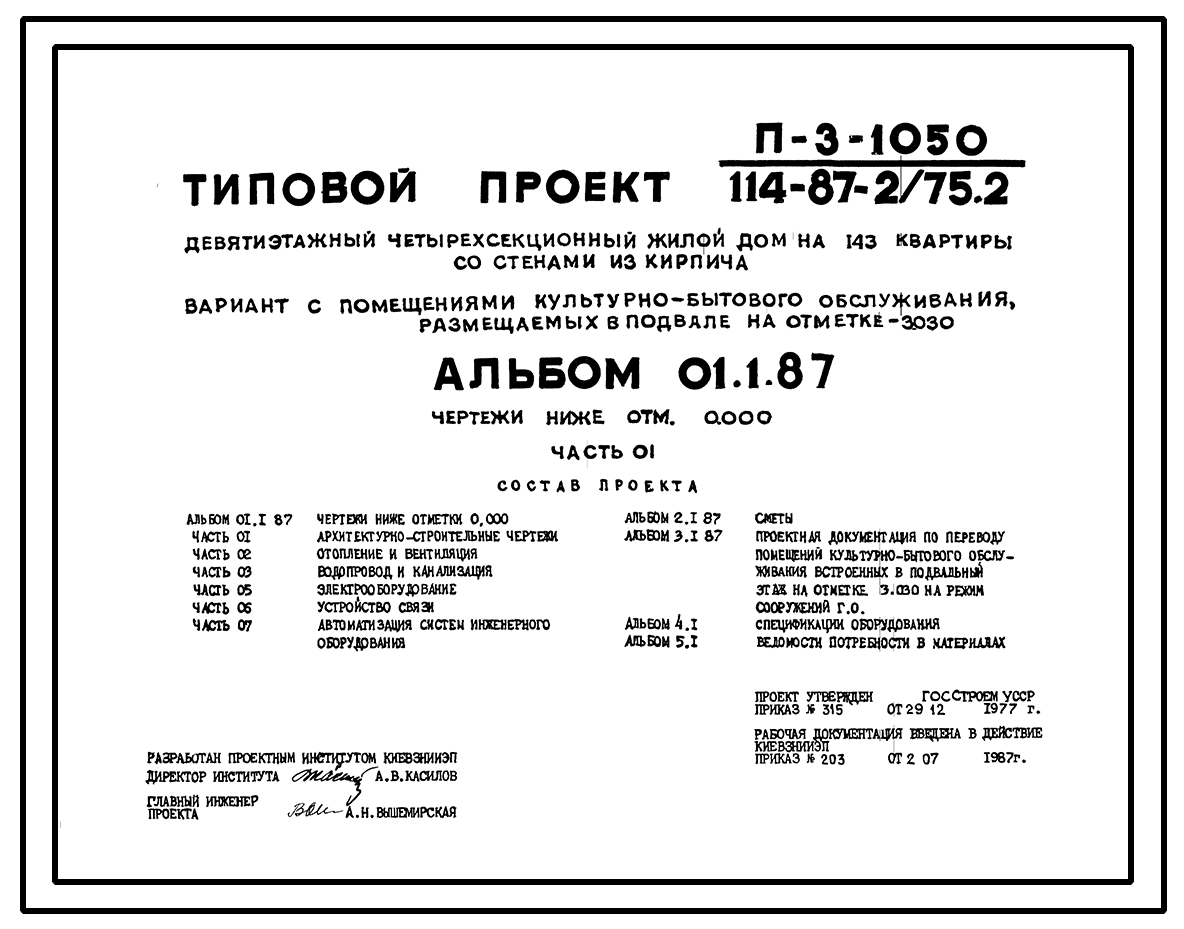 П-3-1050
ТИПОВОЙ ПРОЕКТ 114-87-2/75.2
ДЕВЯТИЭТАЖНЫЙ ЧЕТЫРЕХСЕКЦИОННЫЙ ЖИЛОЙ ДОМ НА 143 КВАРТИРЫ
СО СТЕНАМИ ИЗ КИРПИЧА
ВАРИАНТ С ПОМЕЩЕНИЯМИ КУЛЬТУРНО-БЫТОВОГО ОБСЛУЖИВАНИЯ,
РАЗМЕЩАЕМЫХ В ПОДВАЛЕ НА ОТМЕТКЕ-3.030
АЛЬБОМ 01.1.87
ЧЕРТЕЖИ НИЖЕ ОТМ. 0.000
ЧАСТЬ 01
СОСТАВ ПРОЕКТА
АЛЬБОМ 01.I 87 ЧЕРТЕЖИ НИЖЕ ОТМЕТКИ 0,000
ЧАСТЬ 01 АРХИТЕКТУРНО-СТРОИТЕЛЬНЫЕ ЧЕРТЕЖИ
ЧАСТЬ 02 ОТОПЛЕНИЕ И ВЕНТИЛЯЦИЯ
ЧАСТЬ 03 ВОДОПРОВОД И КАНАЛИЗАЦИЯ
ЧАСТЬ 05 ЭЛЕКТРООБОРУДОВАНИЕ
ЧАСТЬ 06 УСТРОЙСТВО СВЯЗИ
ЧАСТЬ 07 АВТОМАТИЗАЦИЯ СИСТЕМ ИНЖЕНЕРНОГО
ОБОРУДОВАНИЯ
АЛЬБОМ 2.I 87 СМЕТЫ
АЛЬБОМ 3.I 87 ПРОЕКТНАЯ ДОКУМЕНТАЦИЯ ПО ПЕРЕВОДУ
ПОМЕЩЕНИЙ КУЛЬТУРНО-БЫТОВОГО ОБСЛУ-
ЖИВАНИЯ ВСТРОЕННЫХ В ПОДВАЛЬНЫЙ
ЭТАЖ НА ОТМЕТКЕ 3.030 НА РЕЖИМ
СООРУЖЕНИЙ Г.О.
АЛЬБОМ 4.I СПЕЦИФИКАЦИИ ОБОРУДОВАНИЯ
АЛЬБОМ 5.I ВЕДОМОСТИ ПОТРЕБНОСТИ В МАТЕРИАЛАХ
ПРОЕКТ УТВЕРЖДЕН ГОССТРОЕМ УССР
ПРИКАЗ № 315 ОТ 29 12 1977 г.
РАБОЧАЯ ДОКУМЕНТАЦИЯ ВВЕДЕНА В ДЕЙСТВИЕ
КИЕВЗНИИЭП
ПРИКАЗ № 203 ОТ 2 07 1987г.
РАЗРАБОТАН ПРОЕКТНЫМ ИНСТИТУТОМ КИЕВЗНИИЭП
ДИРЕКТОР ИНСТИТУТА А.В.КАСИЛОВ
ГЛАВНЫЙ ИНЖЕНЕР
ПРОЕКТА А.Н.ВЫШЕМИРСКАЯ